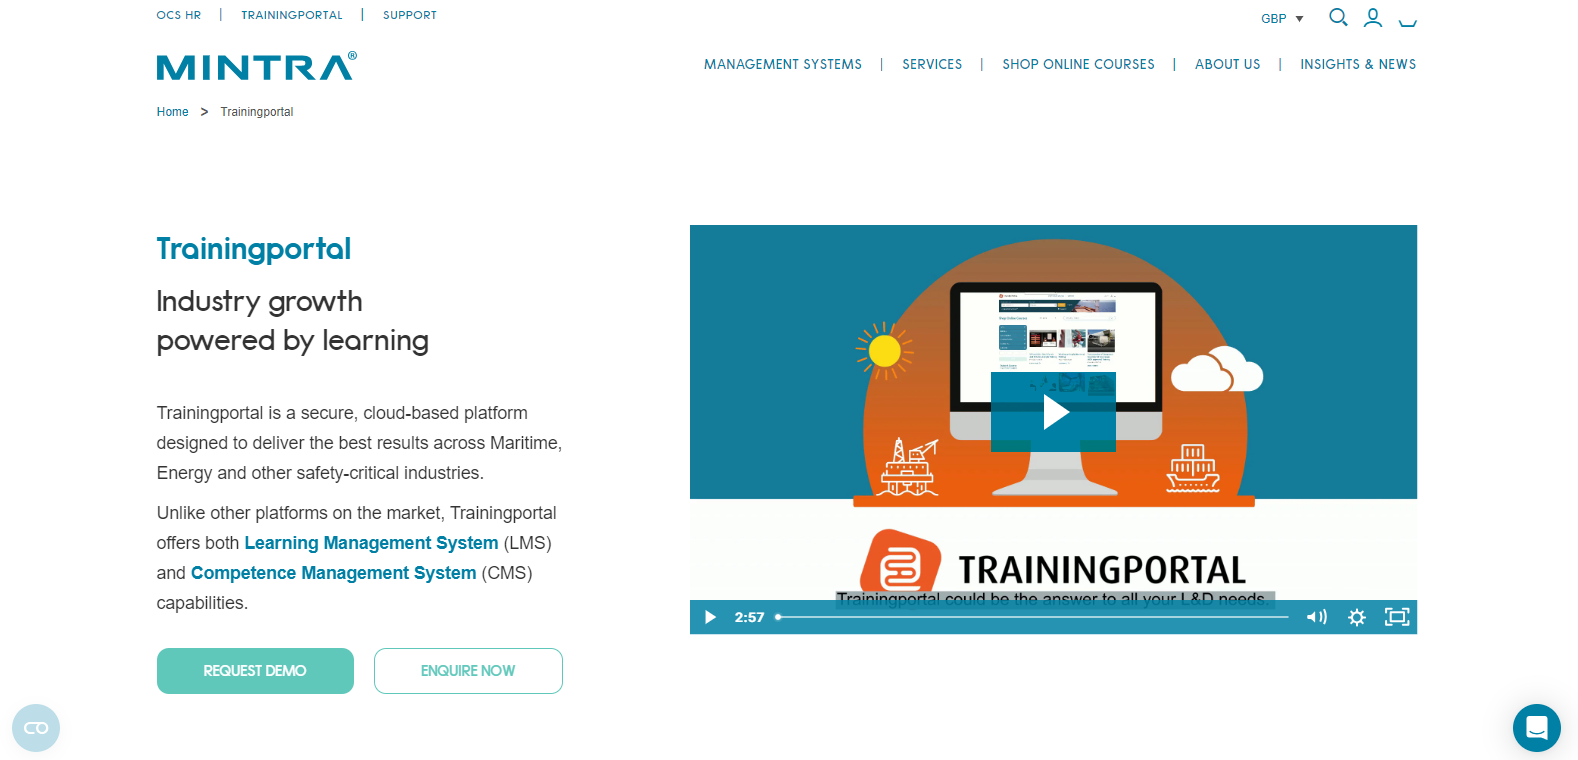 OCS HR
TRAININGPORTAL
SUPPORT
GBP
MINTRA®
MANAGEMENT SYSTEMS
SERVICES
SHOP ONLINE COURSES
ABOUT US
INSIGHTS & NEWS
Home > Trainingportal
Trainingportal
Industry growth
powered by learning
Trainingportal is a secure, cloud-based platform
designed to deliver the best results across Maritime,
Energy and other safety-critical industries.
Unlike other platforms on the market, Trainingportal
offers both Learning Management System (LMS)
and Competence Management System (CMS)
capabilities.
REQUEST DEMO
ENQUIRE NOW
TRAININGPORTAL
Trainingportal could be the answer to all your L&D needs.
2:57